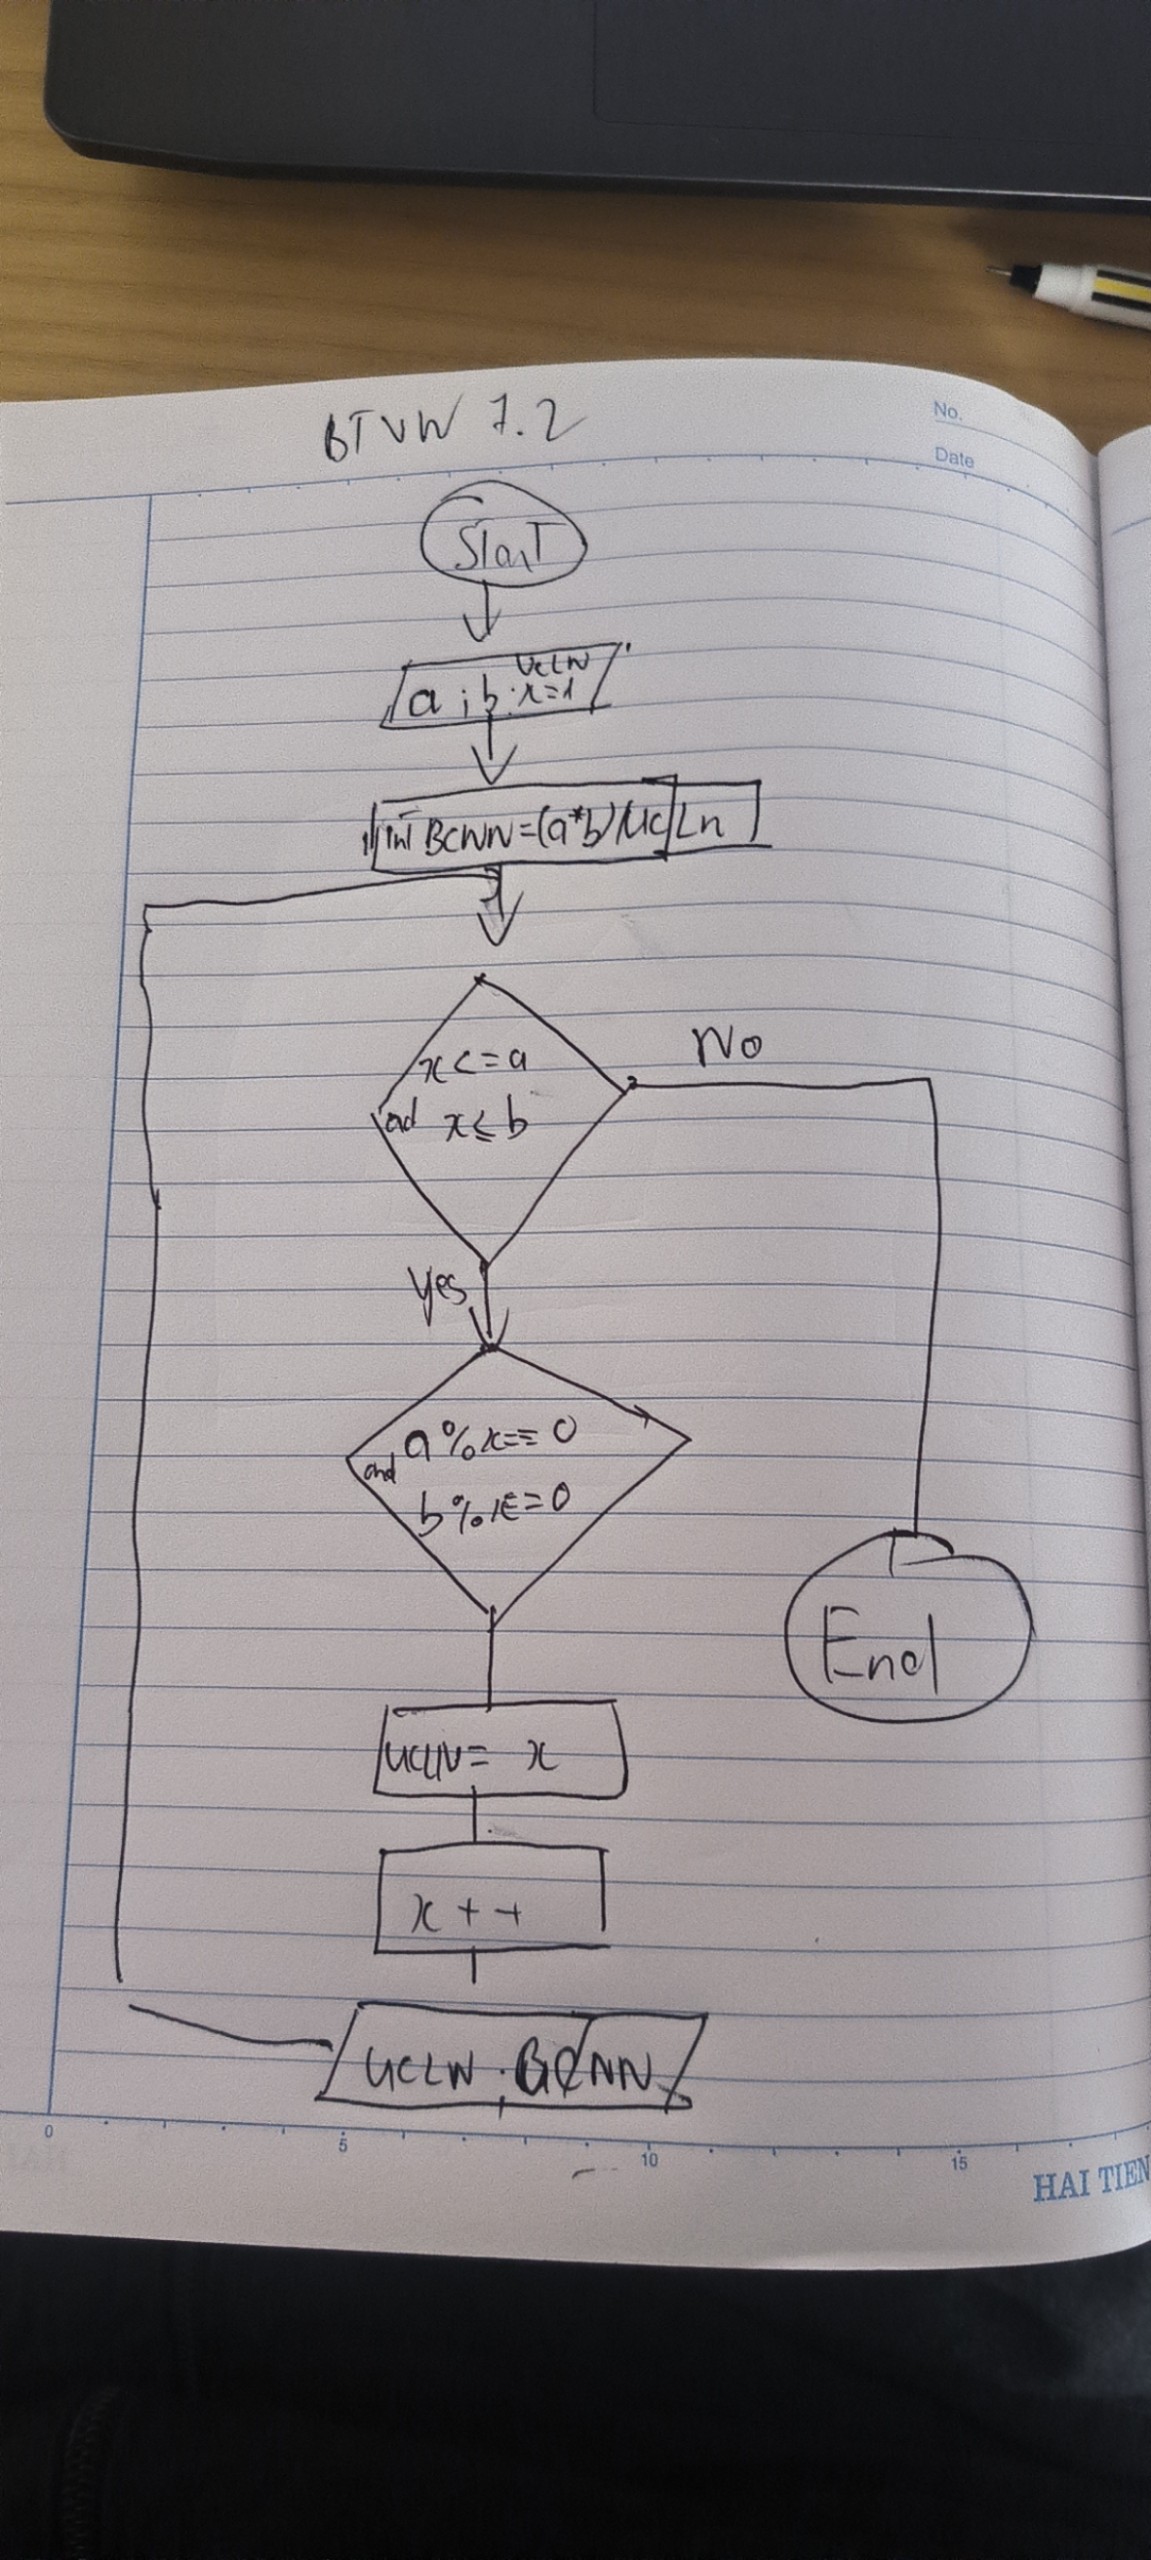 BTVN 7.2
No.
Date
Start
UCLN
a ; b . x=1
int BCNN=(a*b)/UcLn
No
x<=a
and x≤b
Yes
a%x==0
and
b%x==0
End
UCLN= x
x++
UCLN . BCNN
0 5 10 15
HAI TIEN